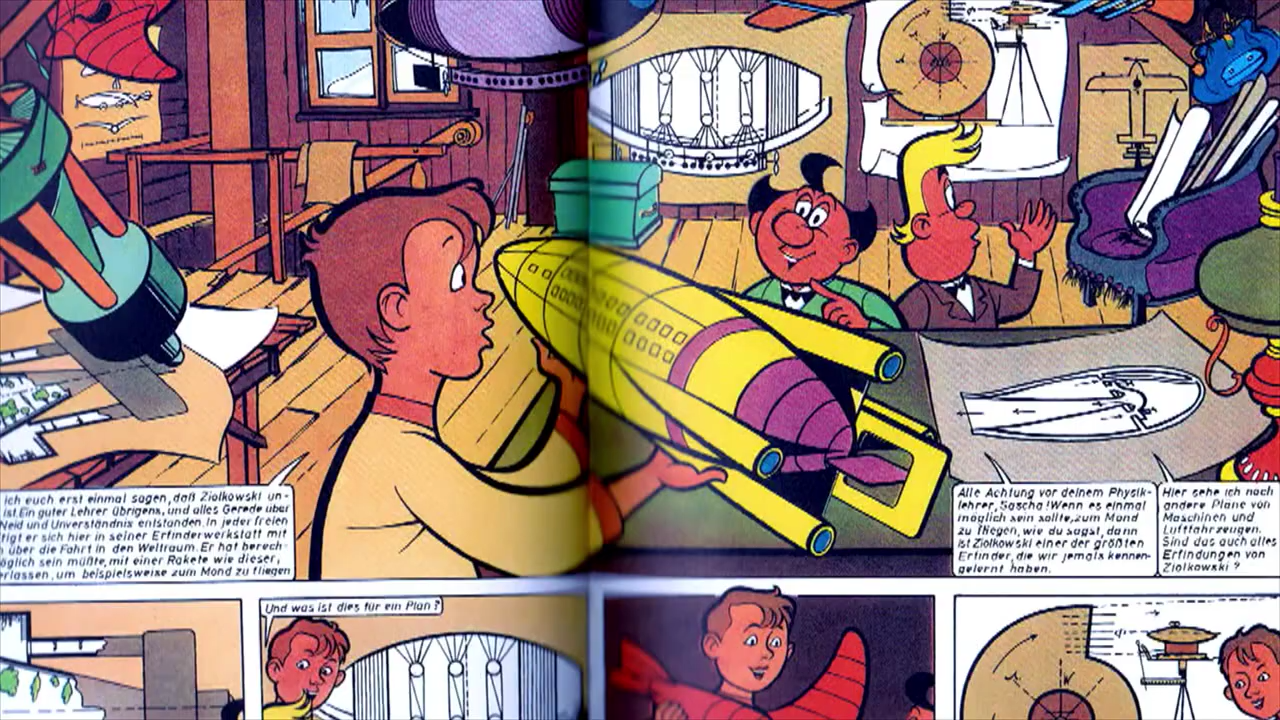 ich euch erst einmal sagen, daß Ziolkowski un-
ist. Ein guter Lehrer übrigens, und alles Gerede über
Neid und Unverständnis entstanden. In jeder freien
tigt er sich hier in seiner Erfinderwerkstatt mit
über die Fahrt in den Weltraum. Er hat berech-
öglich sein müßte, mit einer Rakete wie dieser,
erlassen, um beispielsweise zum Mond zu fliegen
Alle Achtung vor deinem Physik-
lehrer, Sascha! Wenn es einmal
möglich sein sollte, zum Mond
zu fliegen, wie du sagst, dann
ist Ziolkowski einer der größten
Erfinder, die wir jemals kennen-
gelernt haben.
Hier sehe ich noch
andere Pläne von
Maschinen und
Luftfahrzeugen.
Sind das auch alles
Erfindungen von
Ziolkowski?
Und was ist dies für ein Plan?